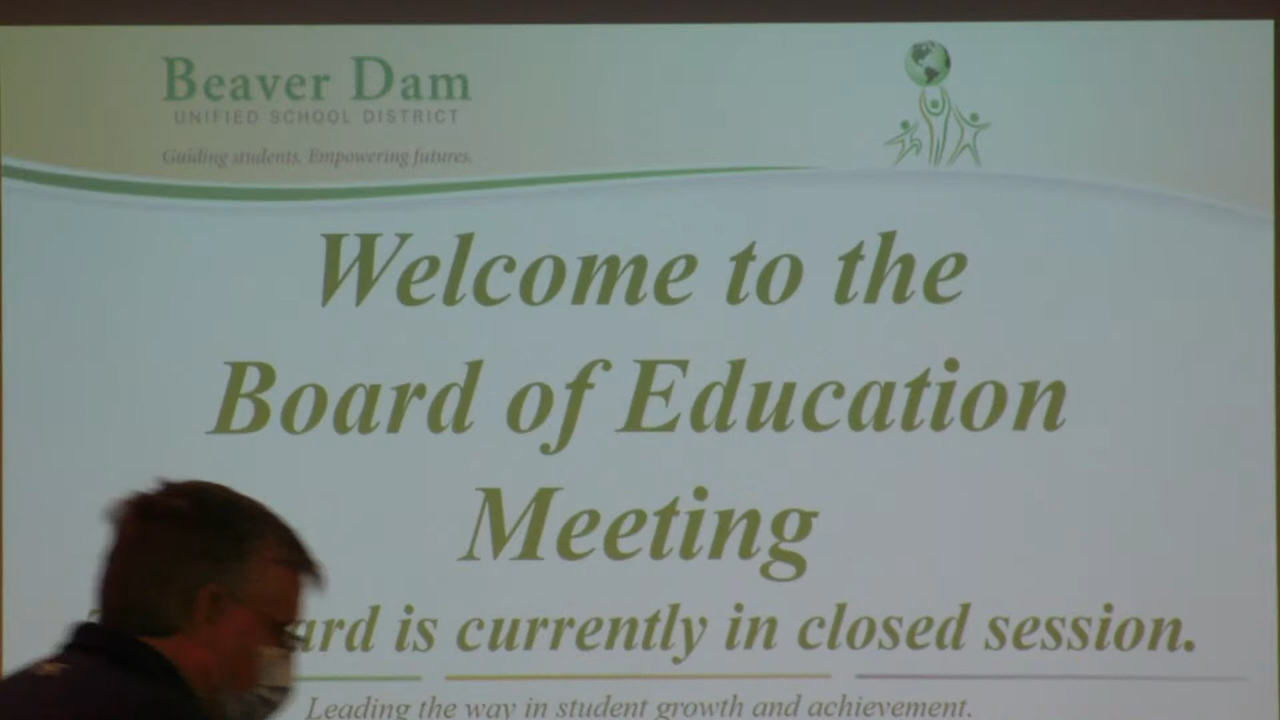 Beaver Dam
UNIFIED SCHOOL DISTRICT
Guiding students. Empowering futures.
Welcome to the
Board of Education
Meeting
ard is currently in closed session.
Leading the way in student growth and achievement.